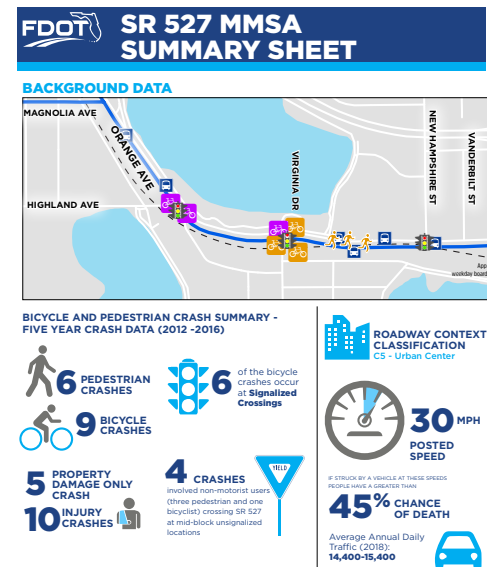 FDOT
SR 527 MMSA
SUMMARY SHEET
BACKGROUND DATA
MAGNOLIA AVE
ORANGE AVE
HIGHLAND AVE
VIRGINIA DR
NEW HAMPSHIRE ST
VANDERBILT ST
App
weekday board
BICYCLE AND PEDESTRIAN CRASH SUMMARY -
FIVE YEAR CRASH DATA (2012 -2016)
6 PEDESTRIAN
CRASHES
9 BICYCLE
CRASHES
6 of the bicycle
crashes occur
at Signalized
Crossings
5 PROPERTY
DAMAGE ONLY
CRASH
10 INJURY
CRASHES
4 CRASHES
involved non-motorist users
(three pedestrian and one
bicyclist) crossing SR 527
at mid-block unsignalized
locations
YIELD
ROADWAY CONTEXT
CLASSIFICATION
C5 - Urban Center
30 MPH
POSTED
SPEED
IF STRUCK BY A VEHICLE AT THESE SPEEDS
PEOPLE HAVE A GREATER THAN
45% CHANCE
OF DEATH
Average Annual Daily
Traffic (2018):
14,400-15,400